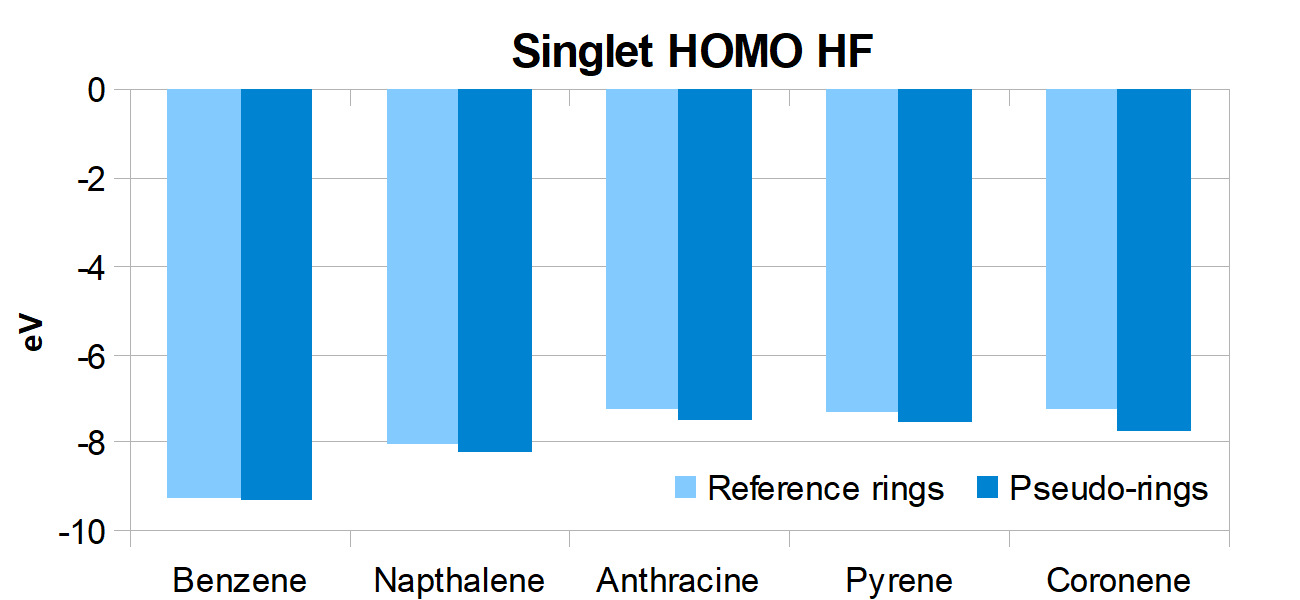 Singlet HOMO HF
0
-2
-4
-6
-8
-10
eV
Reference rings
Pseudo-rings
Benzene
Napthalene
Anthracine
Pyrene
Coronene